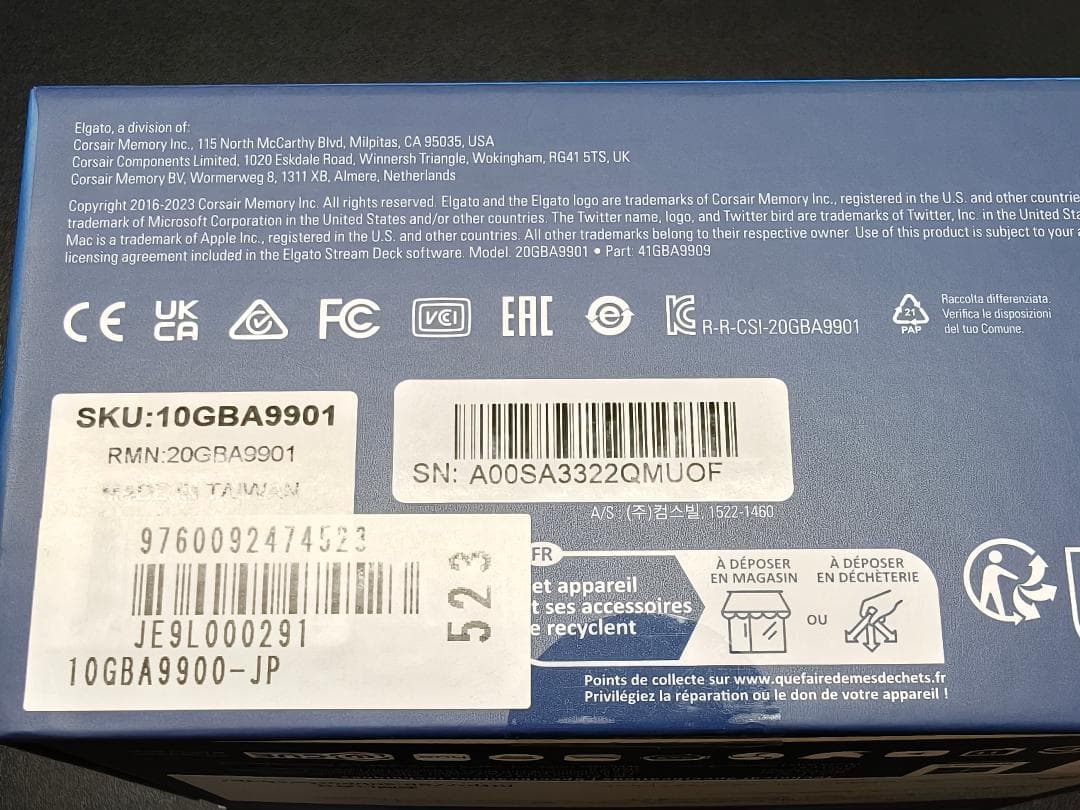 Elgato, a division of:
Corsair Memory Inc., 115 North McCarthy Blvd, Milpitas, CA 95035, USA
Corsair Components Limited, 1020 Eskdale Road, Winnersh Triangle, Wokingham, RG41 5TS, UK
Corsair Memory BV, Wormerweg 8, 1311 XB, Almere, Netherlands
Copyright 2016-2023 Corsair Memory Inc. All rights reserved. Elgato and the Elgato logo are trademarks of Corsair Memory Inc., registered in the U.S. and other countrie
trademark of Microsoft Corporation in the United States and/or other countries. The Twitter name, logo, and Twitter bird are trademarks of Twitter, Inc. in the United Sta
Mac is a trademark of Apple Inc., registered in the U.S. and other countries. All other trademarks belong to their respective owner. Use of this product is subject to your a
licensing agreement included in the Elgato Stream Deck software. Model: 20GBA9901 • Part: 41GBA9909
CE UK CA FC VCI EAC e KC R-R-CSI-20GBA9901
21
PAP
Raccolta differenziata.
Verifica le disposizioni
del tuo Comune.
SKU:10GBA9901
RMN:20GBA9901
MADE IN TAIWAN
SN: A00SA3322QMUOF
A/S : (주)컴스빌, 1522-1460
9760092474523
JE9L000291
10GBA9900-JP
523
FR
et appareil
t ses accessoires
e recyclent
À DÉPOSER
EN MAGASIN
OU
À DÉPOSER
EN DÉCHÈTERIE
Points de collecte sur www.quefairedemesdechets.fr
Privilégiez la réparation ou le don de votre appareil !